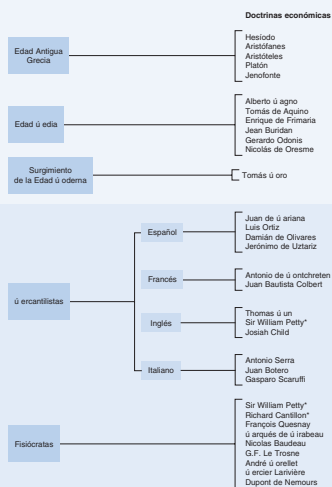 Doctrinas económicas
Edad Antigua
Grecia
Hesíodo
Aristófanes
Aristóteles
Platón
Jenofonte
Edad ú edia
Alberto ú agno
Tomás de Aquino
Enrique de Frimaria
Jean Buridan
Gerardo Odonis
Nicolás de Oresme
Surgimiento
de la Edad ú oderna
Tomás ú oro
ú ercantilistas
Español
Juan de ú ariana
Luis Ortiz
Damián de Olivares
Jerónimo de Uztariz
Francés
Antonio de ú ontchreten
Juan Bautista Colbert
Inglés
Thomas ú un
Sir William Petty*
Josiah Child
Italiano
Antonio Serra
Juan Botero
Gasparo Scaruffi
Fisiócratas
Sir William Petty*
Richard Cantillon*
François Quesnay
ú arqués de ú irabeau
Nicolas Baudeau
G.F. Le Trosne
André ú orellet
ú ercier Larivière
Dupont de Nemours